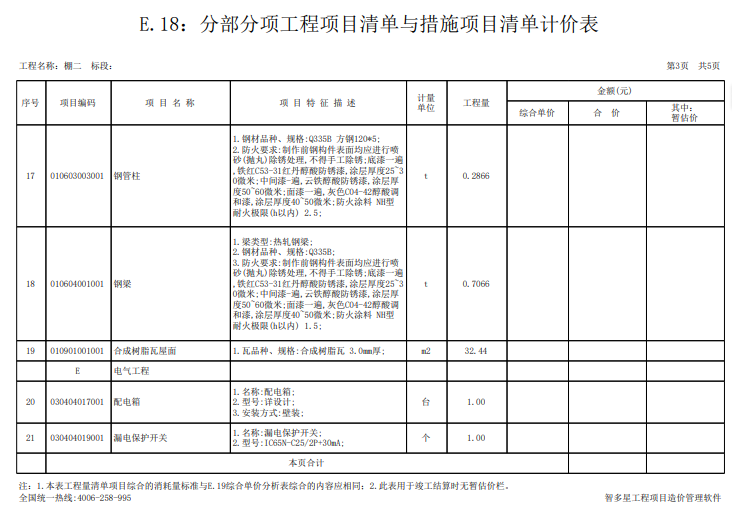 E.18: 分部分项工程项目清单与措施项目清单计价表
工程名称: 棚二 标段:
第3页 共5页
序号 项目编码 项目名称 项目特征描述 计量单位 工程量 金额(元)
综合单价 合价 其中:暂估价
17 010603003001 钢管柱
1.钢材品种、规格:Q335B 方钢120*5;
2.防火要求:制作前钢构件表面均应进行喷
砂(抛丸)除锈处理,不得手工除锈;底漆一遍
,铁红C53-31红丹醇酸防锈漆,涂层厚度25~3
0微米;中间漆-遍,云铁醇酸防锈漆,涂层厚
度50~60微米;面漆一遍,灰色C04-42醇酸调
和漆,涂层厚度40~50微米;防火涂料 NH型
耐火极限(h以内) 2.5;
t 0.2866
18 010604001001 钢梁
1.梁类型:热轧钢梁;
2.钢材品种、规格:Q335B;
3.防火要求:制作前钢构件表面均应进行喷
砂(抛丸)除锈处理,不得手工除锈;底漆一遍
,铁红C53-31红丹醇酸防锈漆,涂层厚度25~3
0微米;中间漆-遍,云铁醇酸防锈漆,涂层厚
度50~60微米;面漆一遍,灰色C04-42醇酸调
和漆,涂层厚度40~50微米;防火涂料 NH型
耐火极限(h以内) 1.5;
t 0.7066
19 010901001001 合成树脂瓦屋面 1.瓦品种、规格:合成树脂瓦 3.0mm厚; m2 32.44
E 电气工程
20 030404017001 配电箱
1.名称:配电箱;
2.型号:详设计;
3.安装方式:壁装;
台 1.00
21 030404019001 漏电保护开关
1.名称:漏电保护开关;
2.型号:IC65N-C25/2P+30mA;
个 1.00
本页合计
注: 1.本表工程量清单项目综合的消耗量标准与E.19综合单价分析表综合的内容应相同; 2.此表用于竣工结算时无暂估价栏。
全国统一热线:4006-258-995
智多星工程项目造价管理软件